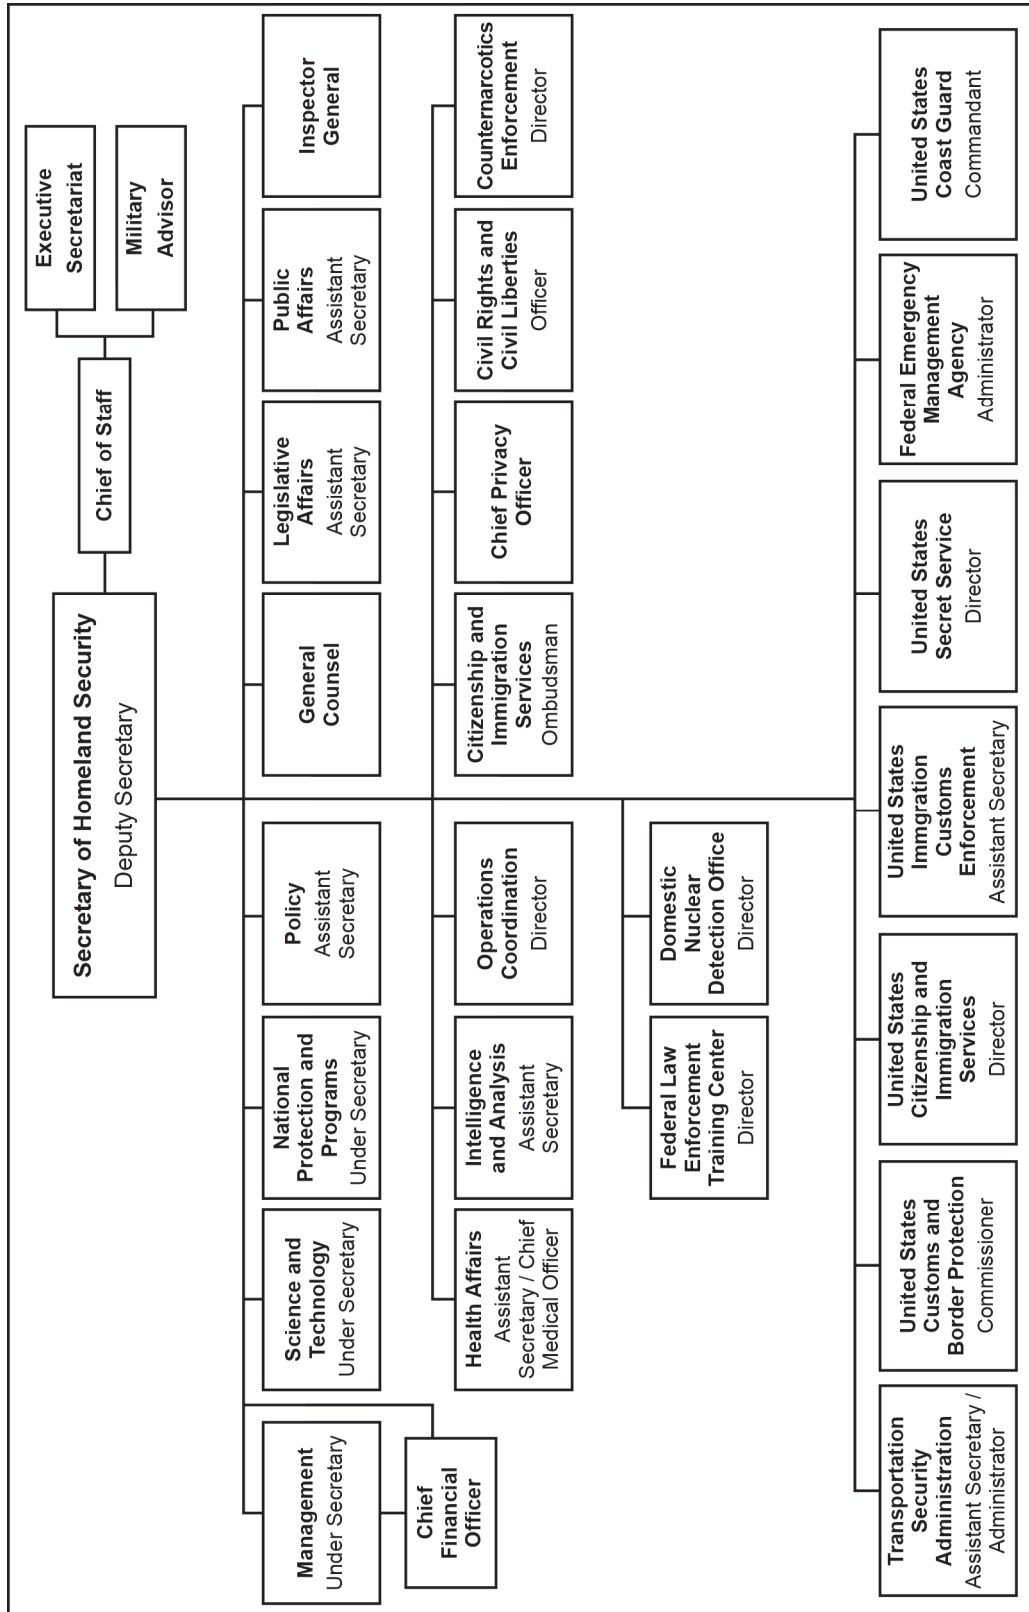 Secretary of Homeland Security
Deputy Secretary
Chief of Staff
Executive
Secretariat
Military
Advisor
Management
Under Secretary
Chief
Financial
Officer
Science and
Technology
Under Secretary
National
Protection and
Programs
Under Secretary
Policy
Assistant
Secretary
General
Counsel
Legislative
Affairs
Assistant
Secretary
Public
Affairs
Assistant
Secretary
Inspector
General
Health Affairs
Assistant
Secretary / Chief
Medical Officer
Intelligence
and Analysis
Assistant
Secretary
Operations
Coordination
Director
Citizenship and
Immigration
Services
Ombudsman
Chief Privacy
Officer
Civil Rights and
Civil Liberties
Officer
Counternarcotics
Enforcement
Director
Federal Law
Enforcement
Training Center
Director
Domestic
Nuclear
Detection Office
Director
Transportation
Security
Administration
Assistant Secretary /
Administrator
United States
Customs and
Border Protection
Commissioner
United States
Citizenship and
Immigration
Services
Director
United States
Immgration
Customs
Enforcement
Assistant Secretary
United States
Secret Service
Director
Federal Emergency
Management
Agency
Administrator
United States
Coast Guard
Commandant